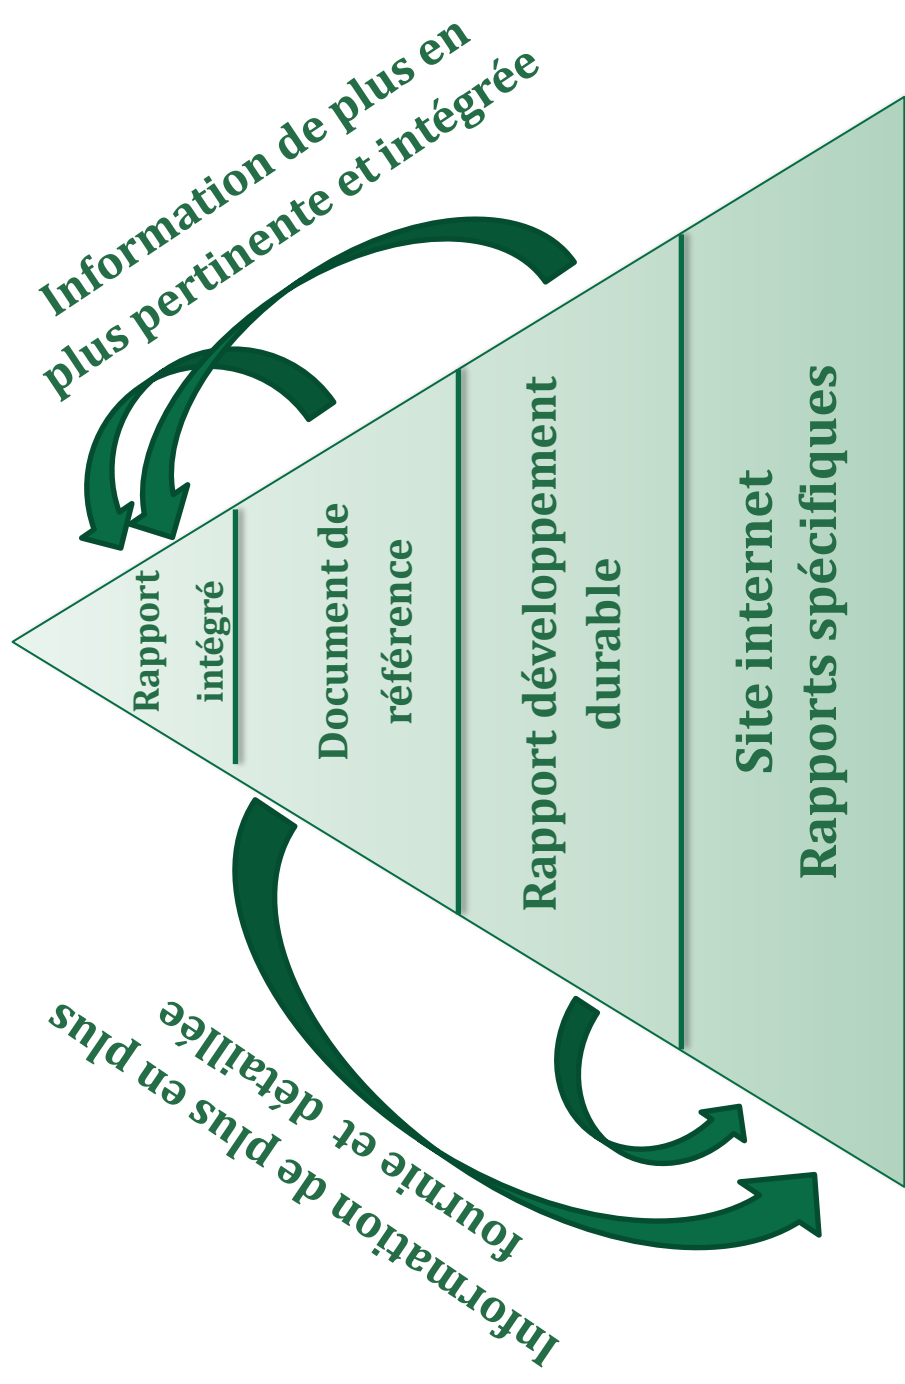 Information de plus en
plus pertinente et intégrée
Rapport
intégré
Document de
référence
Rapport développement
durable
Site internet
Rapports spécifiques
Information de plus en plus
fournie et détaillée